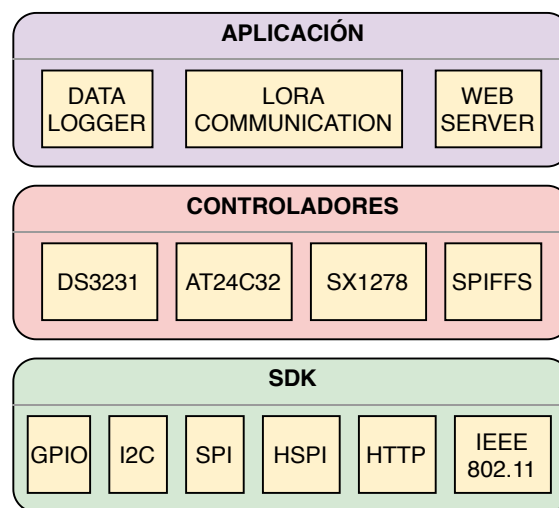 APLICACIÓN
DATA
LOGGER
LORA
COMMUNICATION
WEB
SERVER
CONTROLADORES
DS3231
AT24C32
SX1278
SPIFFS
SDK
GPIO
I2C
SPI
HSPI
HTTP
IEEE
802.11